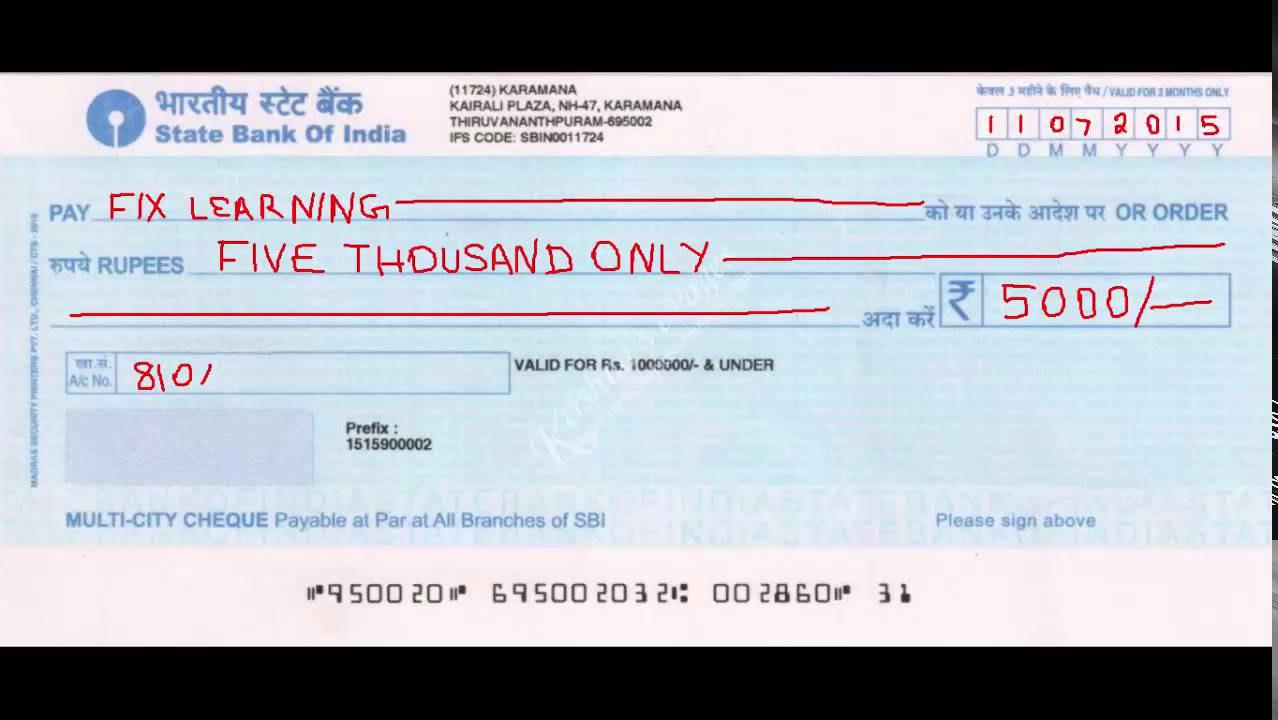 भारतीय स्टेट बैंक
State Bank Of India
(11724) KARAMANA
KAIRALI PLAZA, NH-47, KARAMANA
THIRUVANANTHPURAM-695002
IFS CODE: SBIN0011724
केवल 3 महीने के लिए वैध / VALID FOR 3 MONTHS ONLY
1 1 0 7 2 0 1 5
D D M M Y Y Y Y
PAY FIX LEARNING को या उनके आदेश पर OR ORDER
रुपये RUPEES FIVE THOUSAND ONLY
अदा करें ₹ 5000/-
खा.सं.
A/c No. 810/
VALID FOR Rs. 1000000/- & UNDER
Prefix :
1515900002
MADRAS SECURITY PRINTERS PVT. LTD., CHENNAI / CTS - 2010
MULTI-CITY CHEQUE Payable at Par at All Branches of SBI
Please sign above
⑈950020⑈ 695002032⑆ 002860⑈ 31